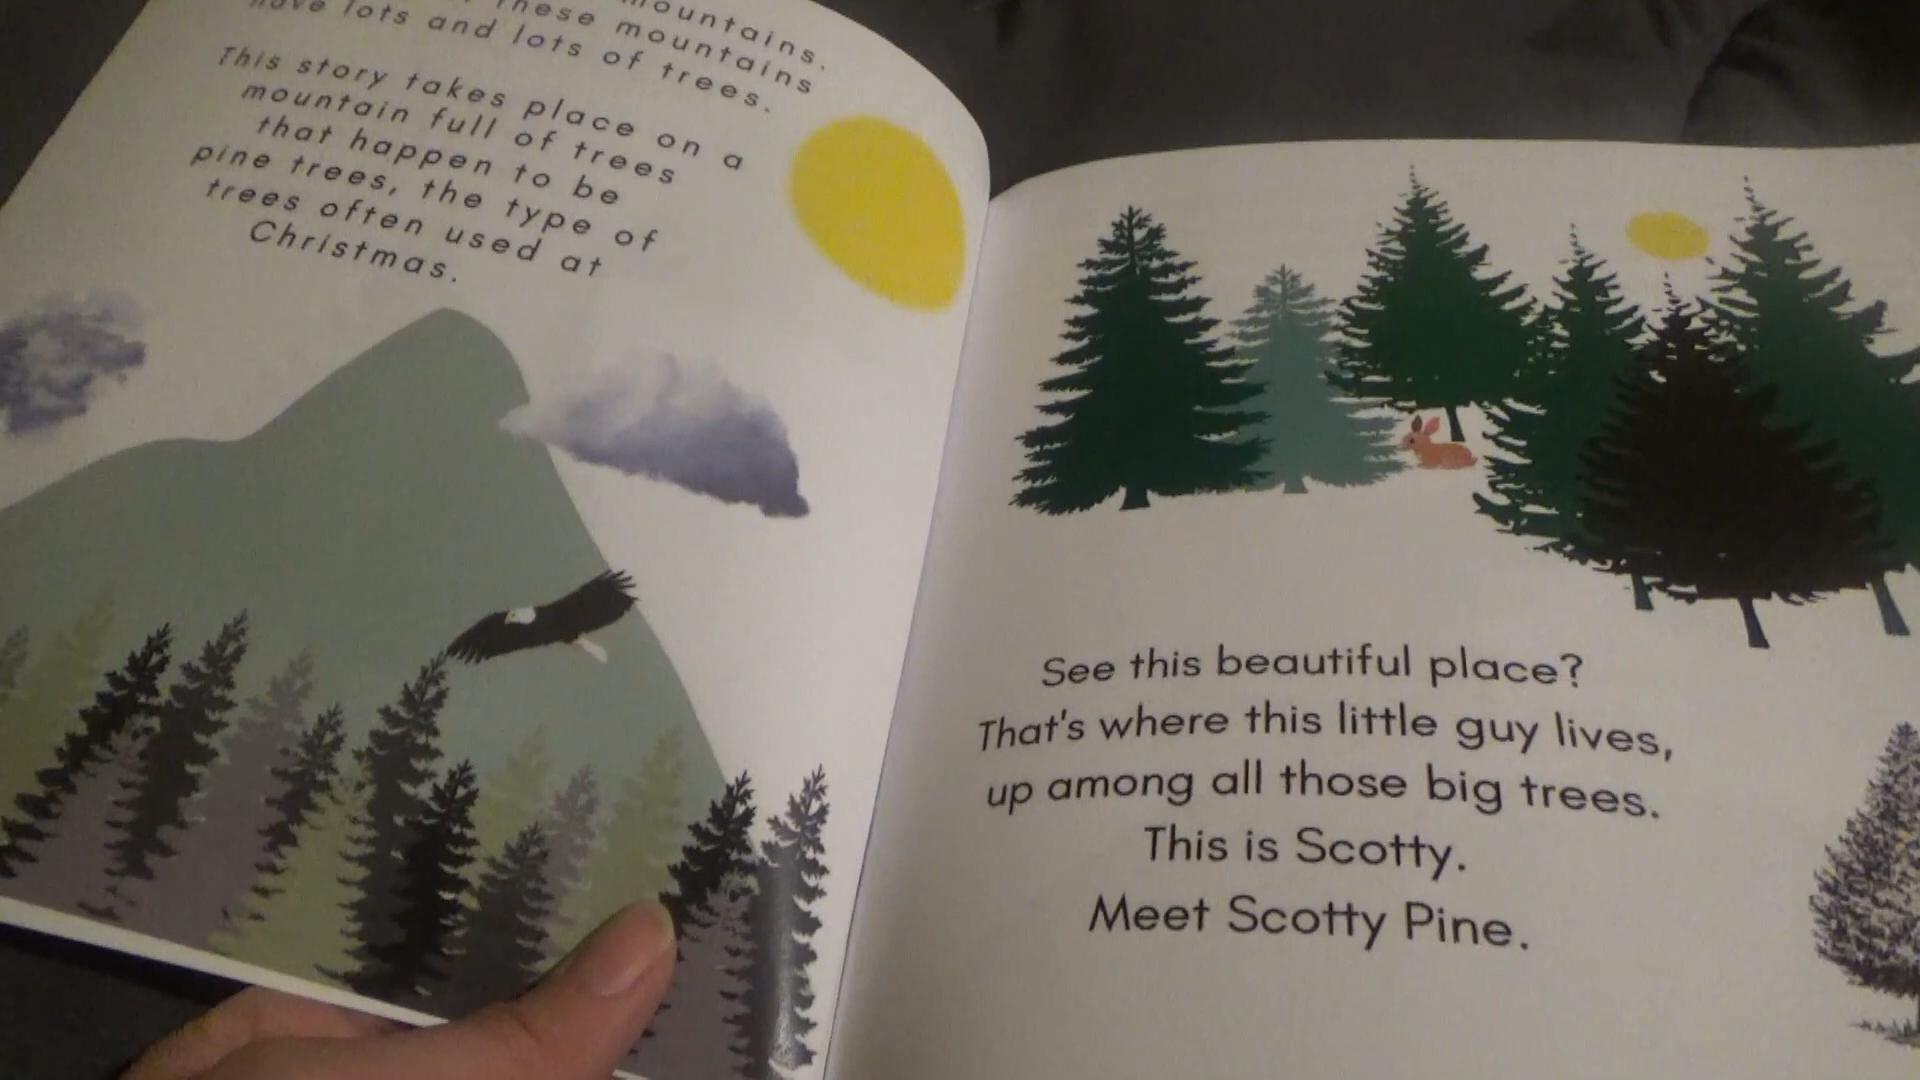 mountains.
these mountains
have lots and lots of trees.
This story takes place on a
mountain full of trees
that happen to be
pine trees, the type of
trees often used at
Christmas.
See this beautiful place?
That's where this little guy lives,
up among all those big trees.
This is Scotty.
Meet Scotty Pine.